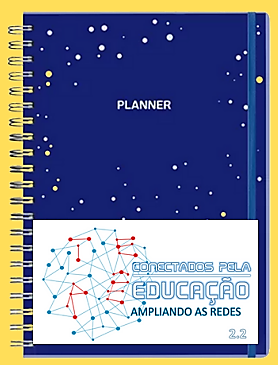 PLANNER
CONECTADOS PELA
EDUCAÇÃO
AMPLIANDO AS REDES
2.2